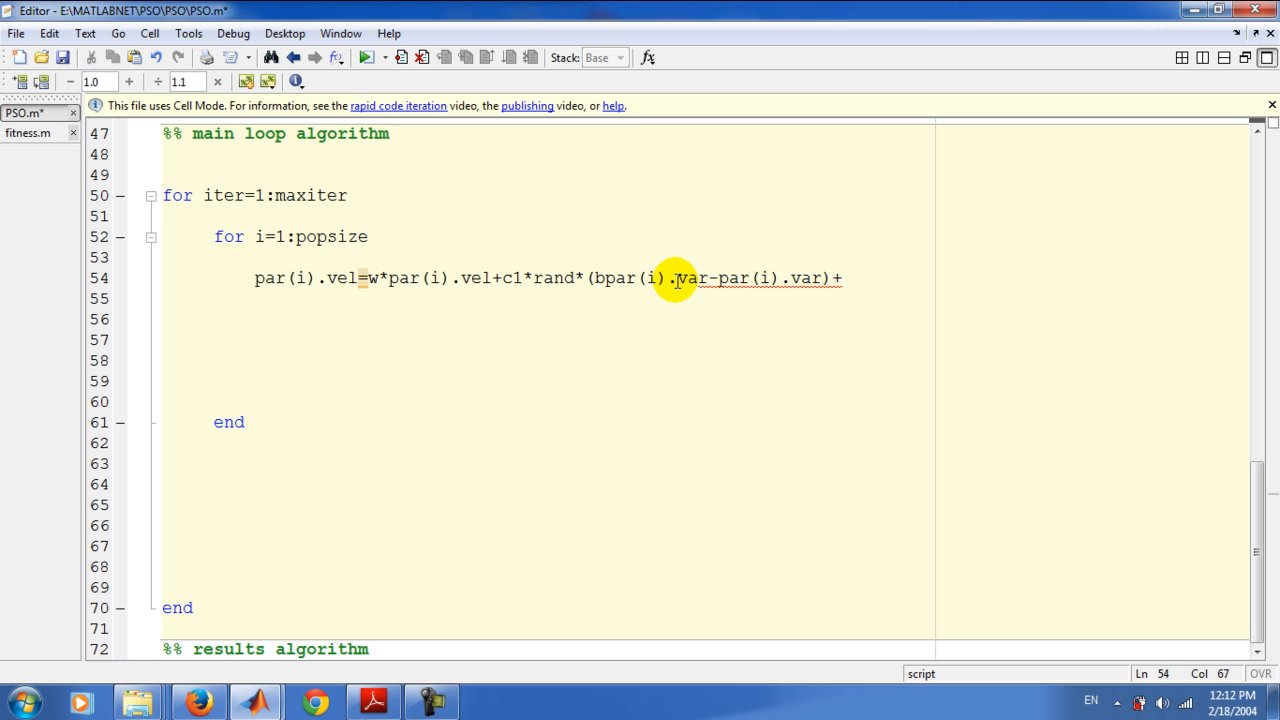 Editor - E:\MATLABNET\PSO\PSO\PSO.m*
File Edit Text Go Cell Tools Debug Desktop Window Help
Stack: Base fx
− 1.0 + ÷ 1.1 ×
PSO.m* ×
This file uses Cell Mode. For information, see the rapid code iteration video, the publishing video, or help.
fitness.m ×
47 %% main loop algorithm
48
49
50 – for iter=1:maxiter
51
52 – for i=1:popsize
53
54 par(i).vel=w*par(i).vel+c1*rand*(bpar(i).var-par(i).var)+
55
56
57
58
59
60
61 – end
62
63
64
65
66
67
68
69
70 – end
71
72 %% results algorithm
script Ln 54 Col 67 OVR
EN 12:12 PM
2/18/2004